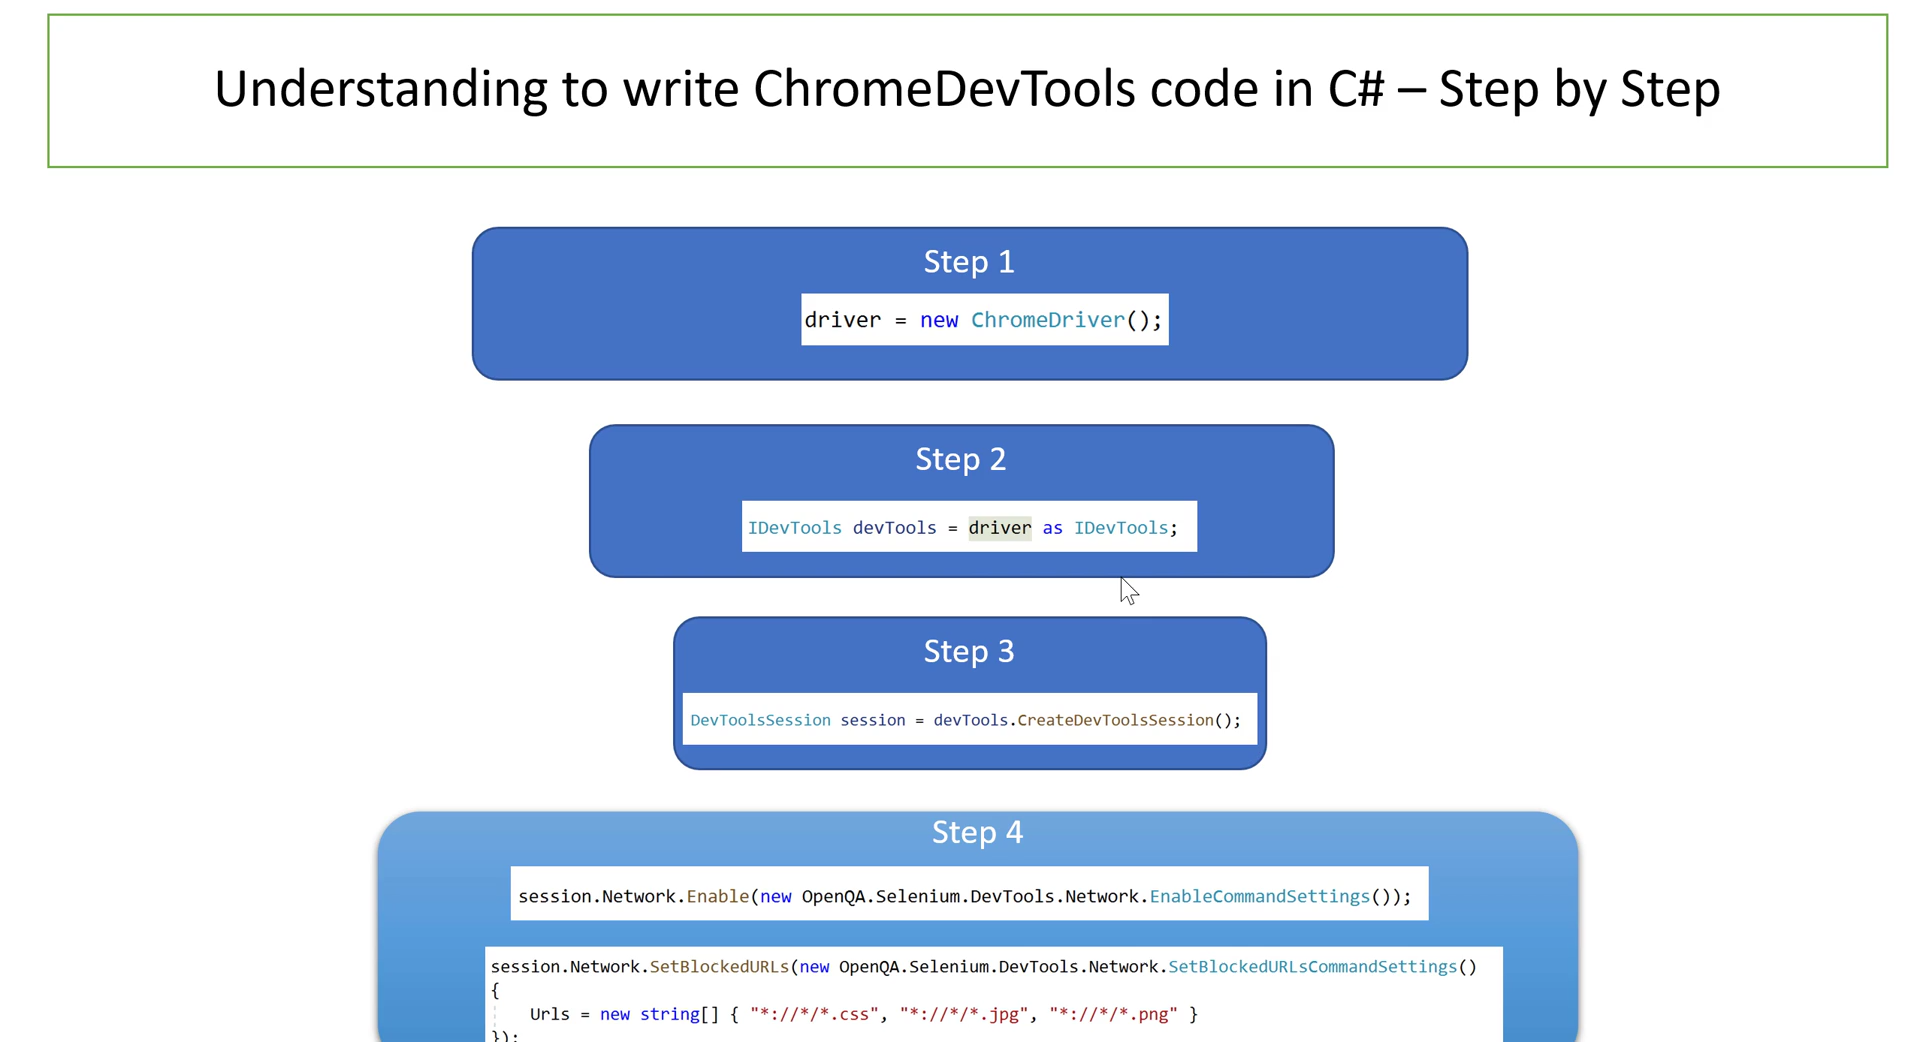 Understanding to write ChromeDevTools code in C# – Step by Step
Step 1
driver = new ChromeDriver();
Step 2
IDevTools devTools = driver as IDevTools;
Step 3
DevToolsSession session = devTools.CreateDevToolsSession();
Step 4
session.Network.Enable(new OpenQA.Selenium.DevTools.Network.EnableCommandSettings());
session.Network.SetBlockedURLs(new OpenQA.Selenium.DevTools.Network.SetBlockedURLsCommandSettings()
{
Urls = new string[] { "*://*/*.css", "*://*/*.jpg", "*://*/*.png" }
});